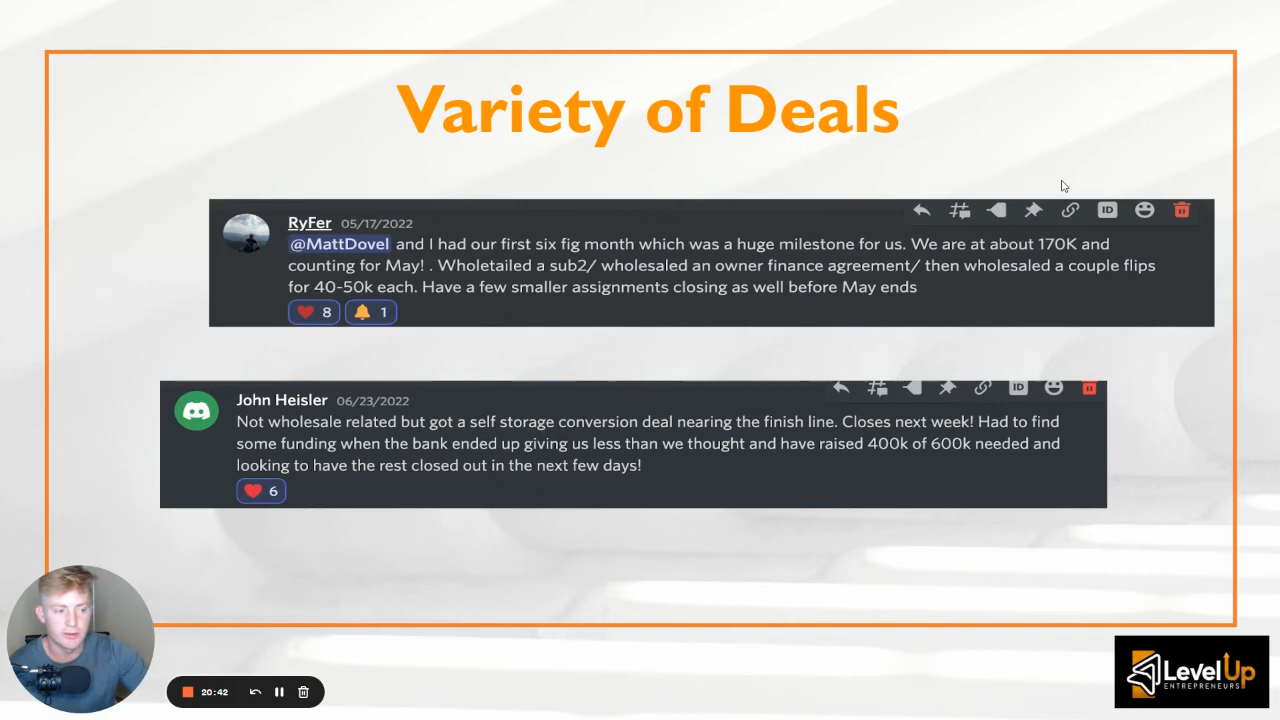 Variety of Deals
RyFer 05/17/2022
@MattDovel and I had our first six fig month which was a huge milestone for us. We are at about 170K and
counting for May! . Wholetailed a sub2/ wholesaled an owner finance agreement/ then wholesaled a couple flips
for 40-50k each. Have a few smaller assignments closing as well before May ends
8 1
ID
John Heisler 06/23/2022
Not wholesale related but got a self storage conversion deal nearing the finish line. Closes next week! Had to find
some funding when the bank ended up giving us less than we thought and have raised 400k of 600k needed and
looking to have the rest closed out in the next few days!
6
ID
20:42
LevelUp
ENTREPRENEURS